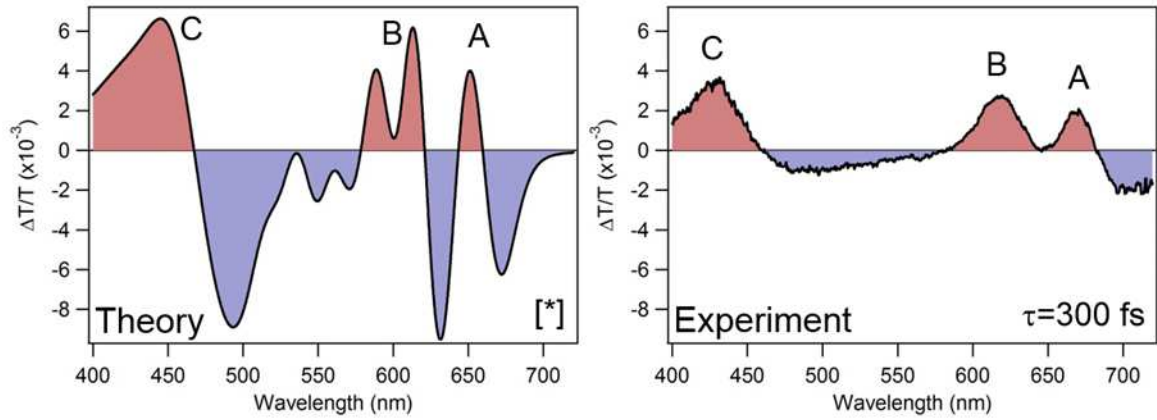 6
4
2
0
-2
-4
-6
-8
ΔT/T (x10⁻³)
C
B
A
Theory
[*]
400 450 500 550 600 650 700
Wavelength (nm)
6
4
2
0
-2
-4
-6
-8
ΔT/T (x10⁻³)
C
B
A
Experiment
τ=300 fs
400 450 500 550 600 650 700
Wavelength (nm)